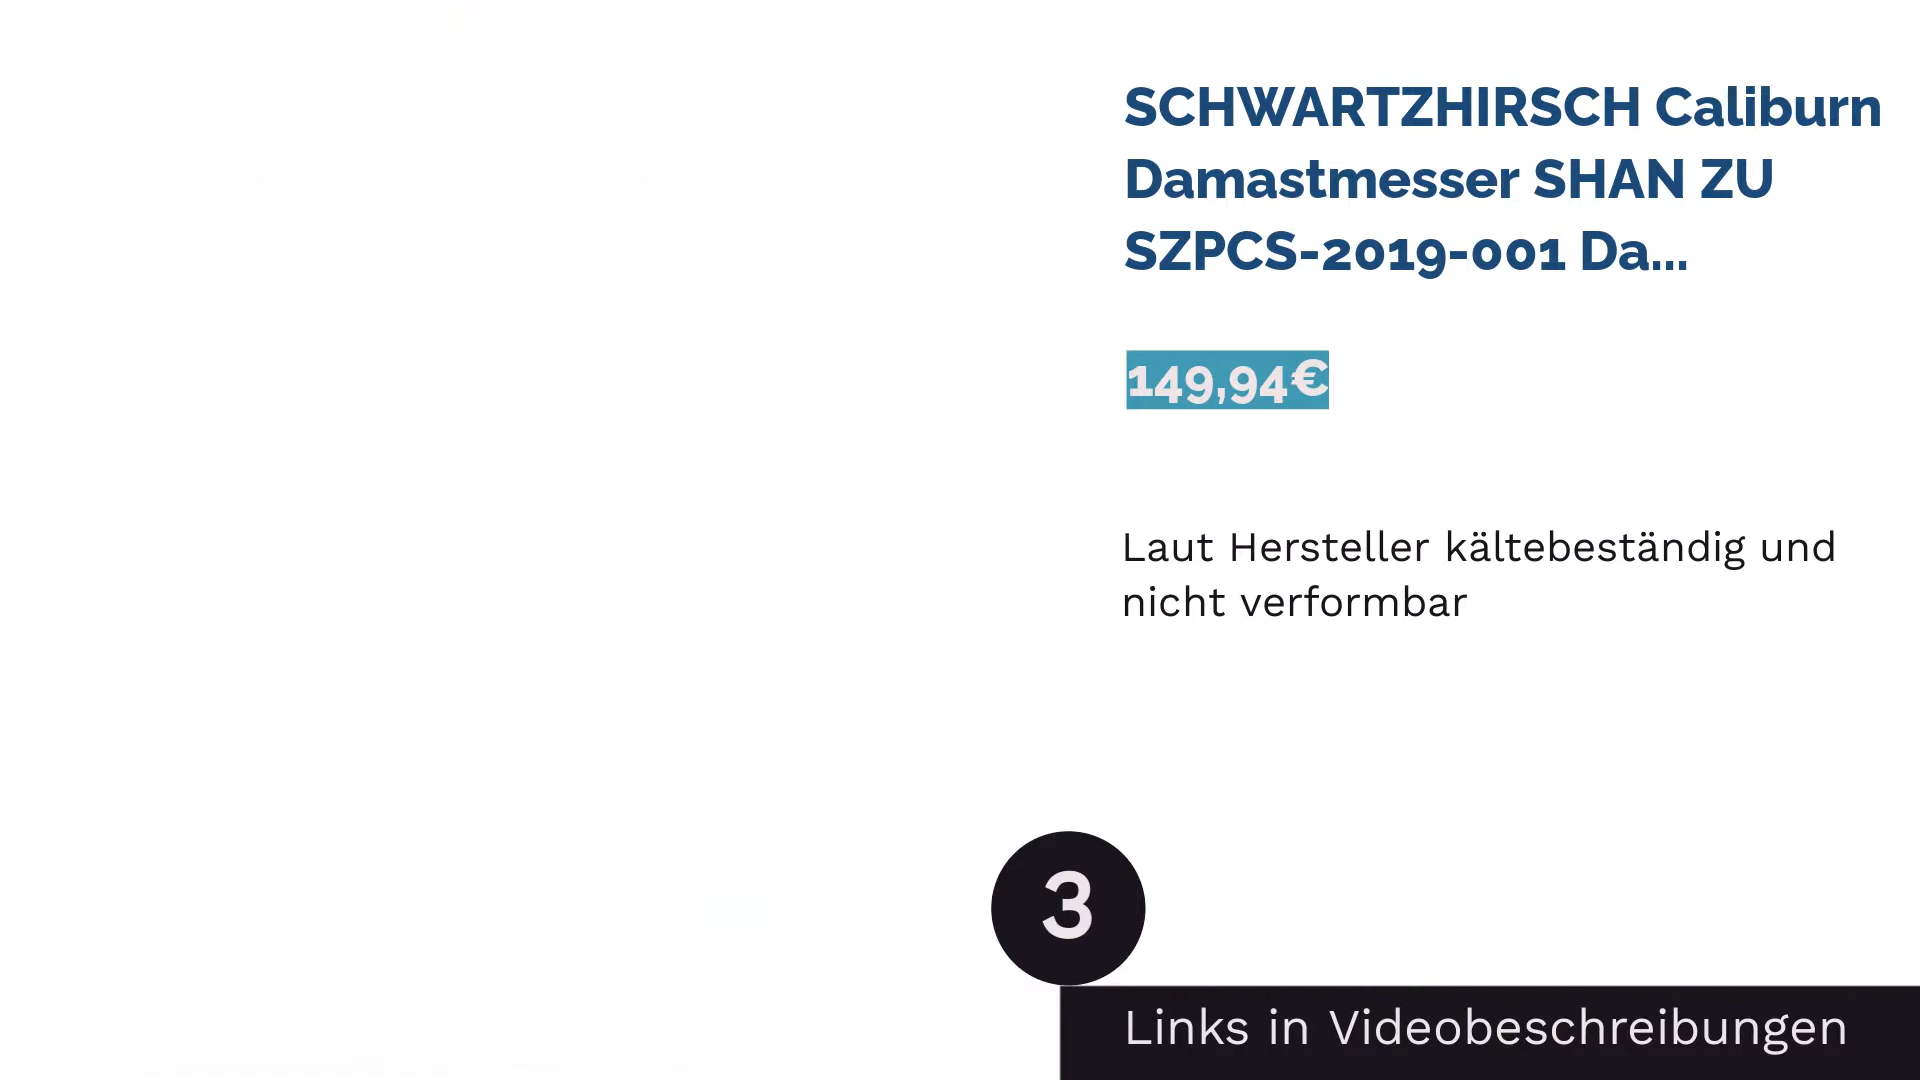 SCHWARTZHIRSCH Caliburn
Damastmesser SHAN ZU
SZPCS-2019-001 Da...
149,94€
Laut Hersteller kältebeständig und
nicht verformbar
3
Links in Videobeschreibungen